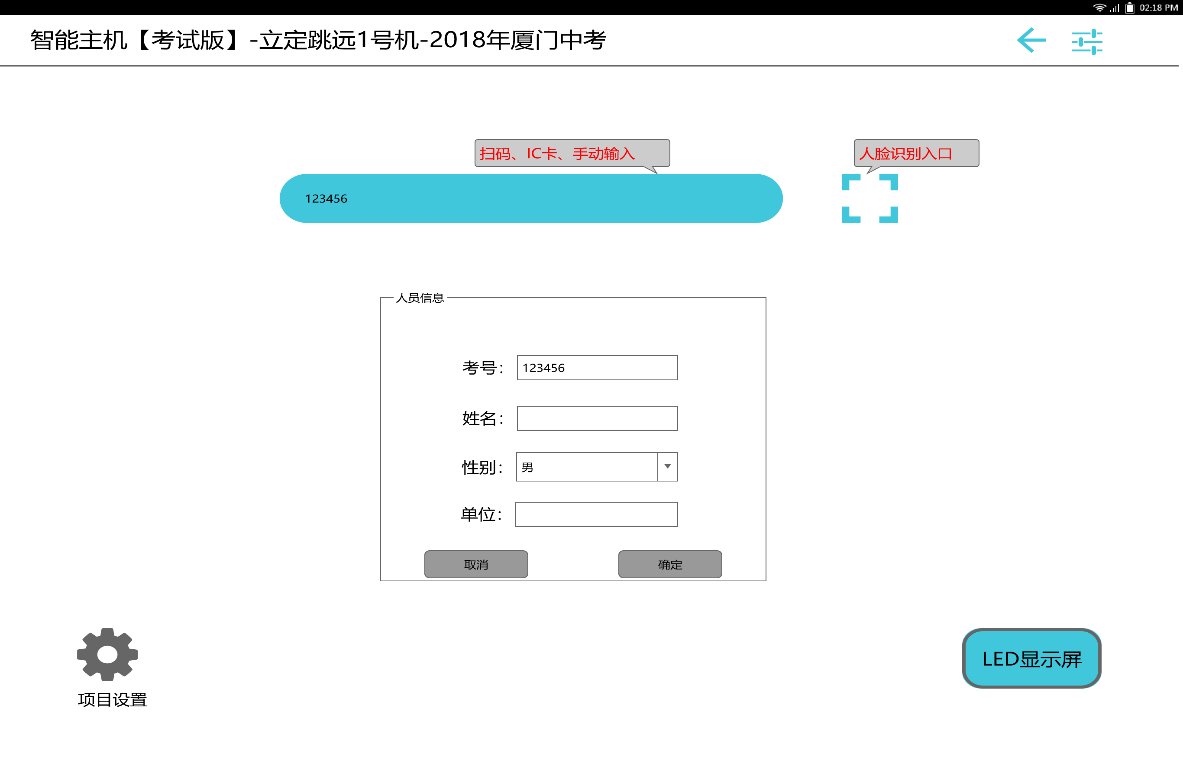 02:18 PM
智能主机【考试版】-立定跳远1号机-2018年厦门中考
扫码、IC卡、手动输入
人脸识别入口
123456
人员信息
考号：
123456
姓名：
性别：
男
单位：
取消
确定
项目设置
LED显示屏